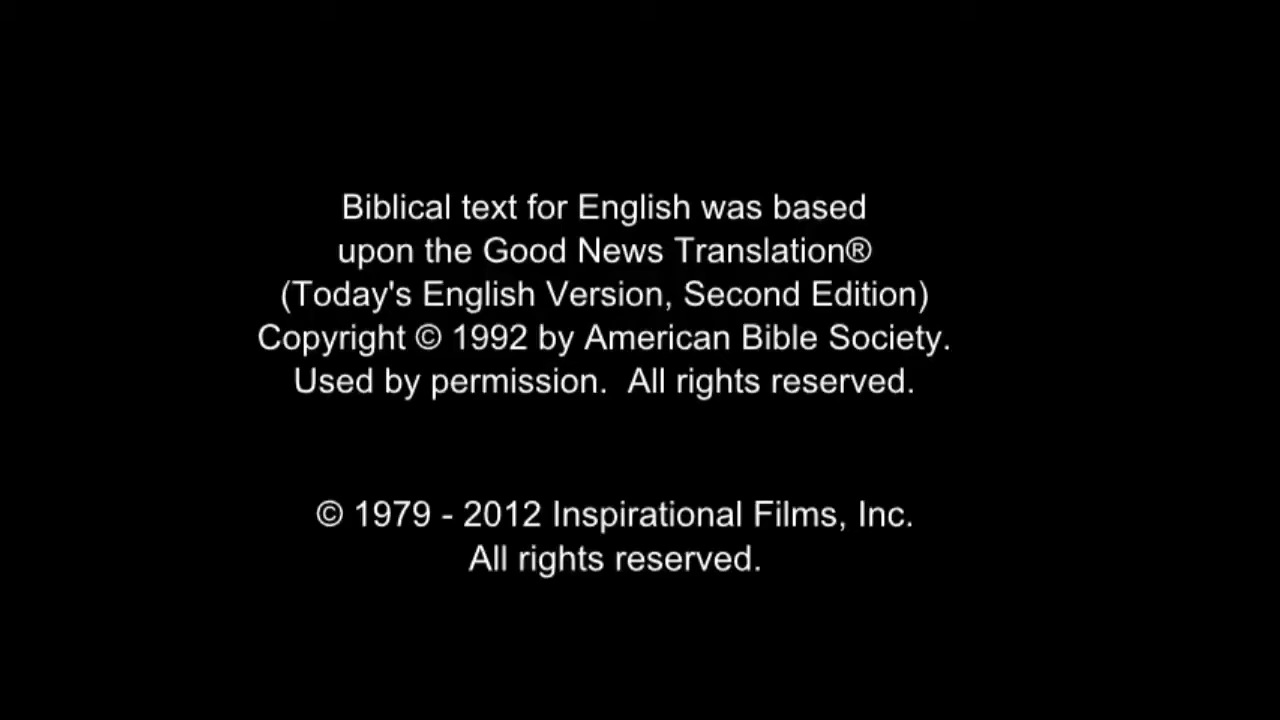 Biblical text for English was based
upon the Good News Translation®
(Today's English Version, Second Edition)
Copyright © 1992 by American Bible Society.
Used by permission.  All rights reserved.
© 1979 - 2012 Inspirational Films, Inc.
All rights reserved.